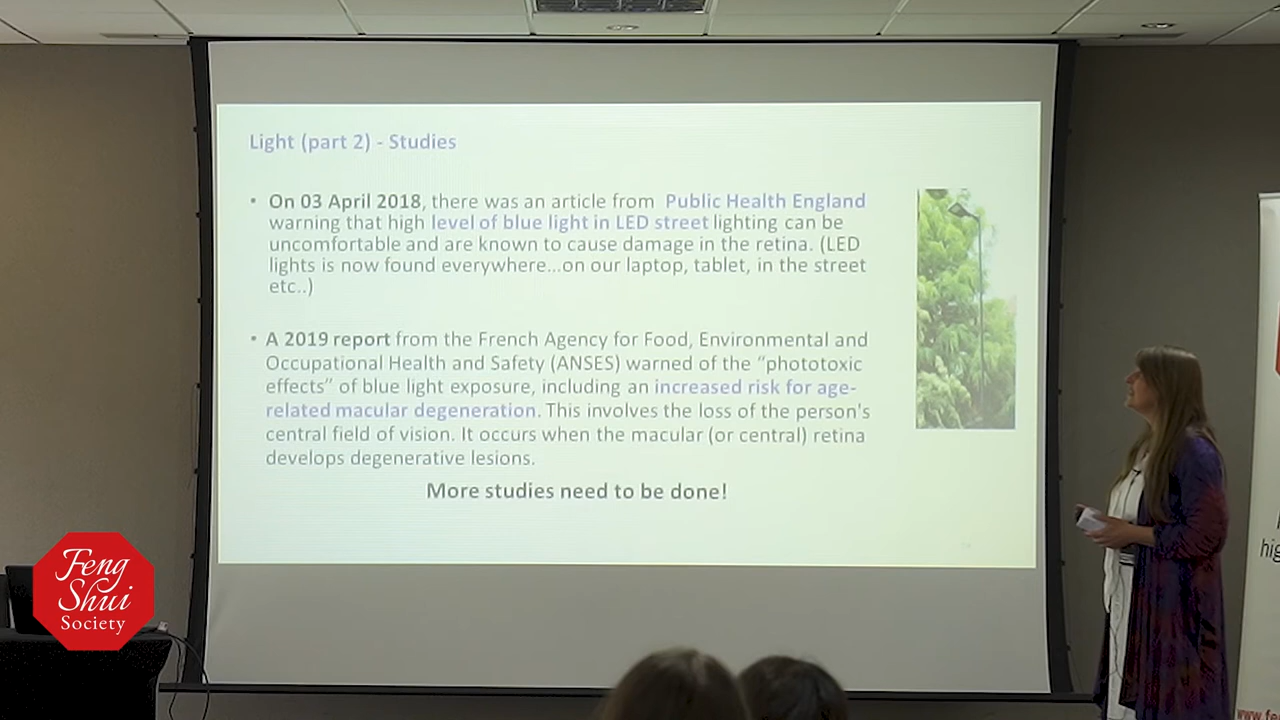 Light (part 2) - Studies
• On 03 April 2018, there was an article from Public Health England
warning that high level of blue light in LED street lighting can be
uncomfortable and are known to cause damage in the retina. (LED
lights is now found everywhere...on our laptop, tablet, in the street
etc..)
• A 2019 report from the French Agency for Food, Environmental and
Occupational Health and Safety (ANSES) warned of the “phototoxic
effects” of blue light exposure, including an increased risk for age-
related macular degeneration. This involves the loss of the person's
central field of vision. It occurs when the macular (or central) retina
develops degenerative lesions.
More studies need to be done!
Feng
Shui
Society